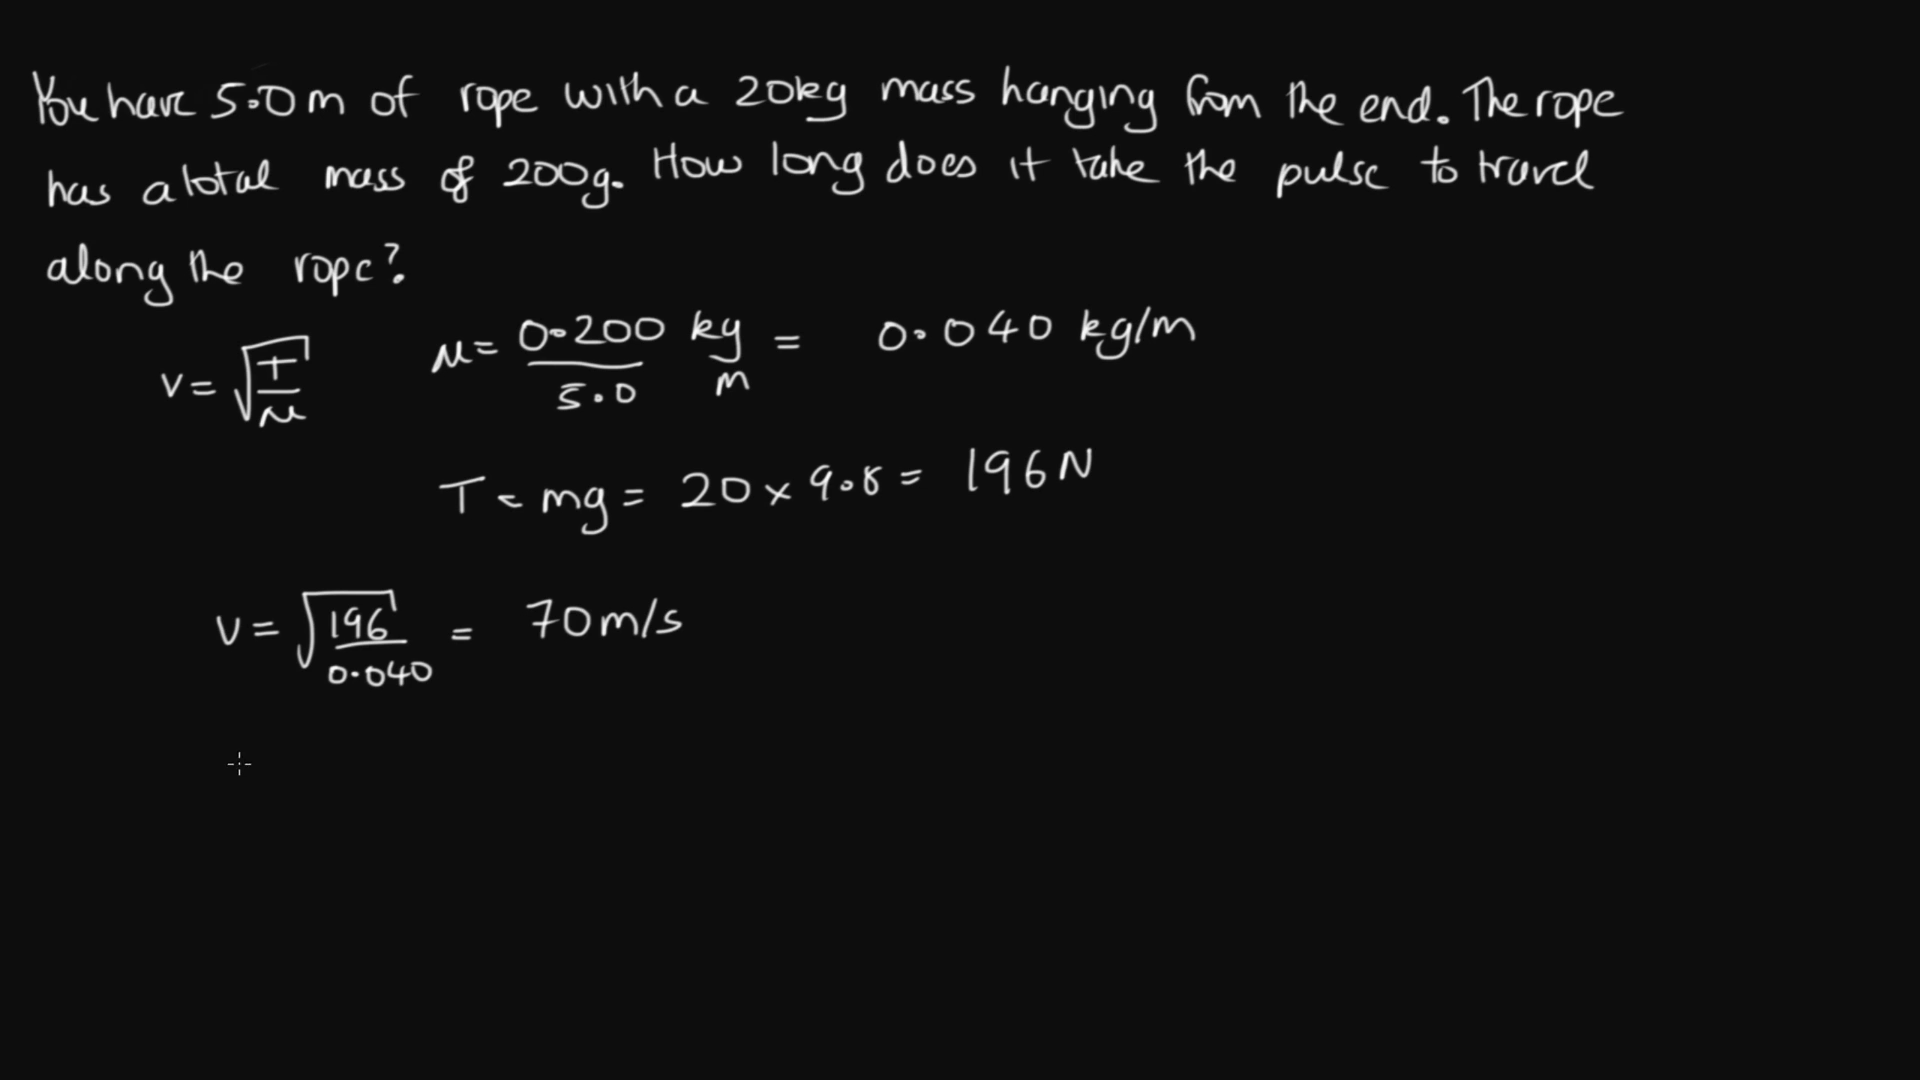 You have 5.0 m of rope with a 20kg mass hanging from the end. The rope
has a total mass of 200g. How long does it take the pulse to travel
along the rope?
v = √(T/μ) μ = 0.200/5.0 kg/m = 0.040 kg/m
T = mg = 20 × 9.8 = 196 N
v = √(196/0.040) = 70 m/s